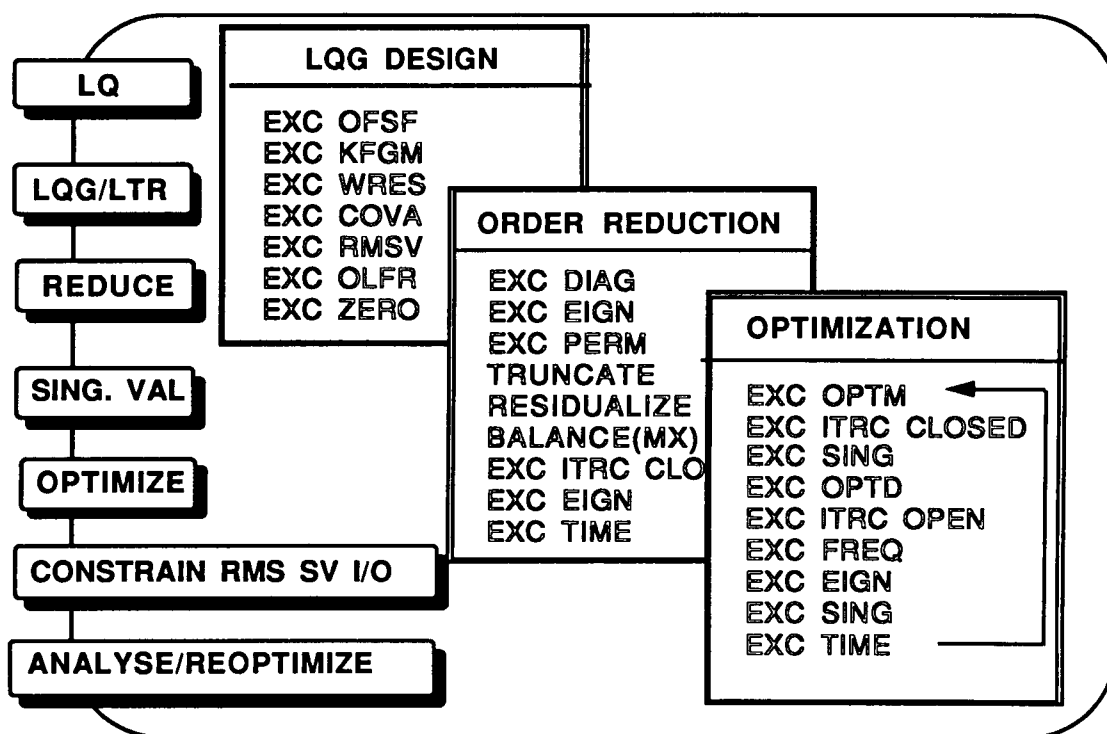 LQ
LQG/LTR
REDUCE
SING. VAL
OPTIMIZE
CONSTRAIN RMS SV I/O
ANALYSE/REOPTIMIZE
LQG DESIGN
EXC OFSF
EXC KFGM
EXC WRES
EXC COVA
EXC RMSV
EXC OLFR
EXC ZERO
ORDER REDUCTION
EXC DIAG
EXC EIGN
EXC PERM
TRUNCATE
RESIDUALIZE
BALANCE(MX)
EXC ITRC CLO
EXC EIGN
EXC TIME
OPTIMIZATION
EXC OPTM
EXC ITRC CLOSED
EXC SING
EXC OPTD
EXC ITRC OPEN
EXC FREQ
EXC EIGN
EXC SING
EXC TIME